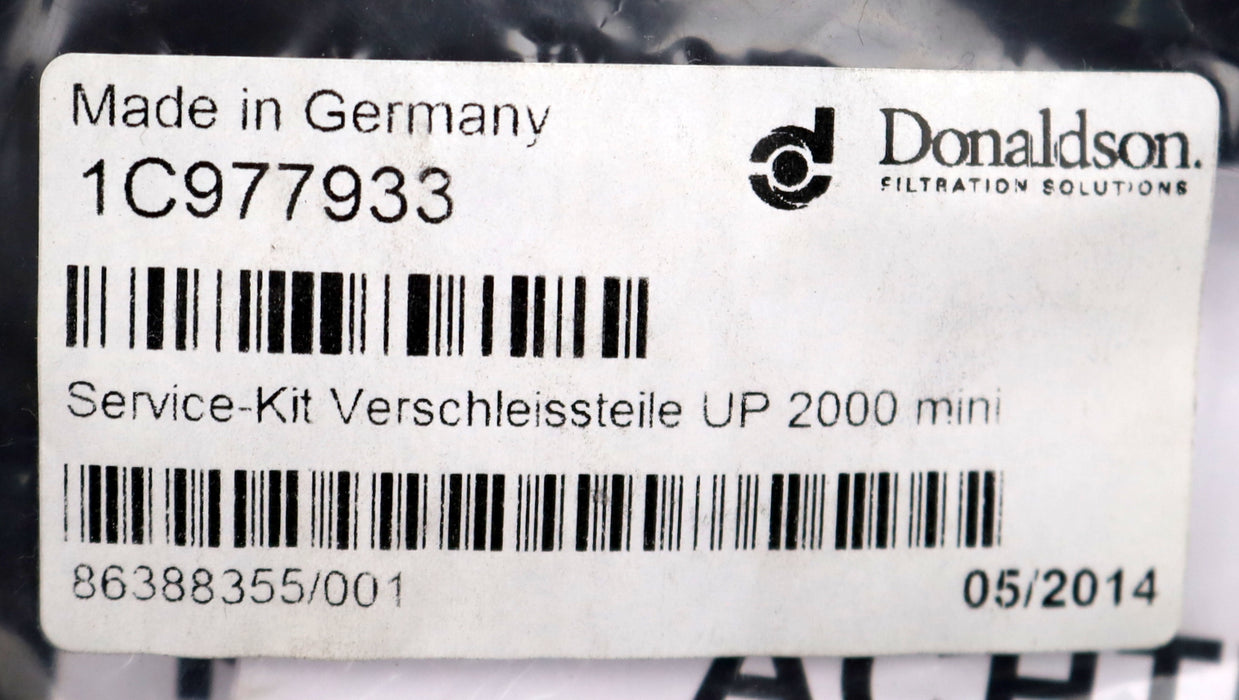 Made in Germany
1C977933
Donaldson.
FILTRATION SOLUTIONS
Service-Kit Verschleissteile UP 2000 mini
86388355/001
05/2014